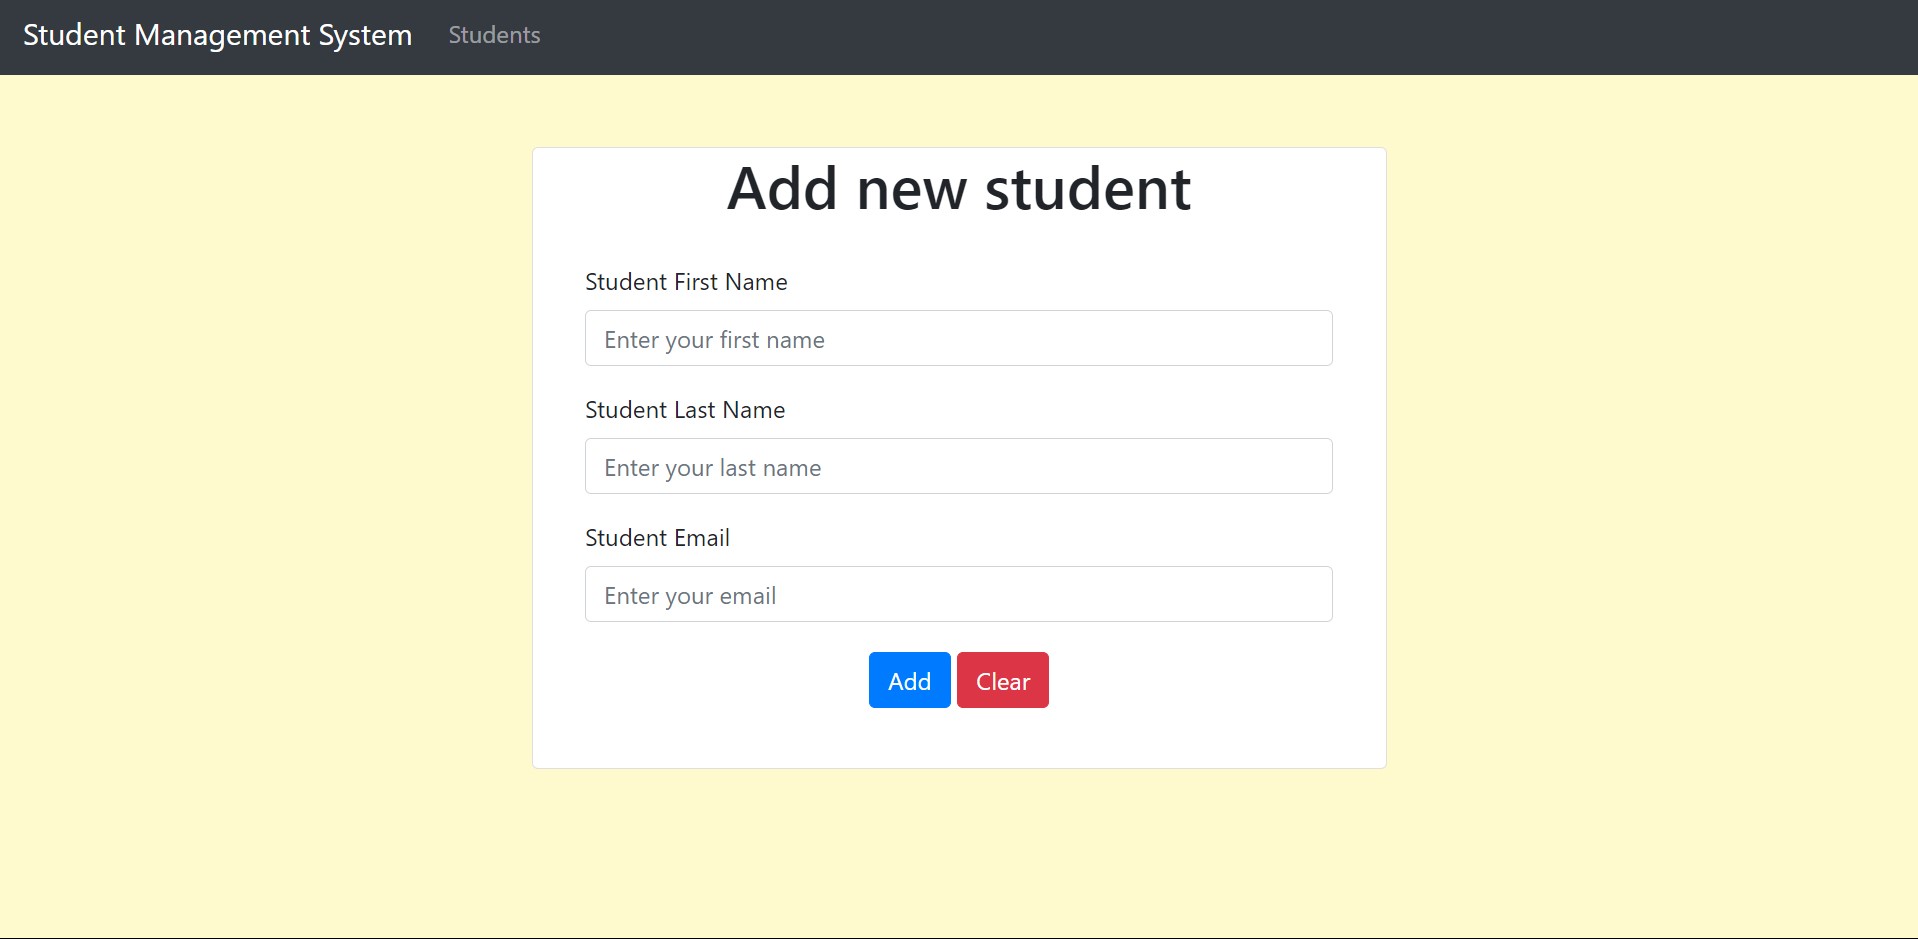 Student Management System Students
Add new student
Student First Name
Enter your first name
Student Last Name
Enter your last name
Student Email
Enter your email
Add Clear